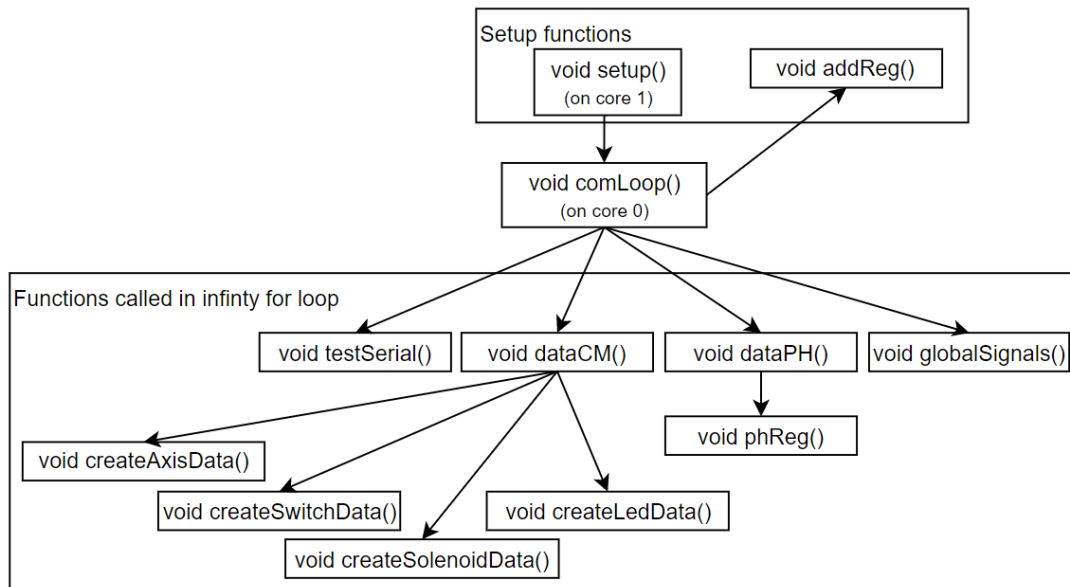 Setup functions
void setup()
(on core 1)
void addReg()
void comLoop()
(on core 0)
Functions called in infinty for loop
void testSerial()
void dataCM()
void dataPH()
void globalSignals()
void phReg()
void createAxisData()
void createSwitchData()
void createLedData()
void createSolenoidData()